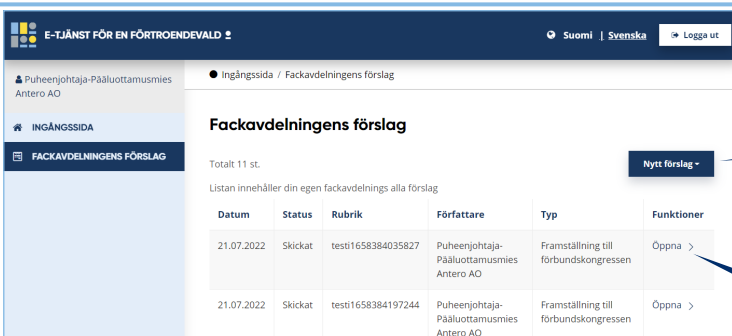 E-TJÄNST FÖR EN FÖRTROENDEVALD
Suomi | Svenska
Logga ut
Puheenjohtaja-Pääluottamusmies
Antero AO
INGÅNGSSIDA
FACKAVDELNINGENS FÖRSLAG
Ingångssida / Fackavdelningens förslag
Fackavdelningens förslag
Totalt 11 st.
Nytt förslag
Listan innehåller din egen fackavdelnings alla förslag
Datum Status Rubrik Författare Typ Funktioner
21.07.2022 Skickat testi1658384035827 Puheenjohtaja- Framställning till Öppna >
Pääluottamusmies förbundskongressen
Antero AO
21.07.2022 Skickat testi1658384197244 Puheenjohtaja- Framställning till Öppna >
Pääluottamusmies förbundskongressen
Antero AO